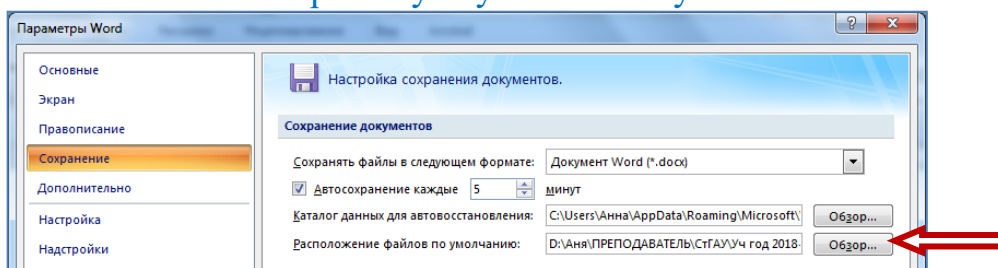 Параметры Word
Основные
Экран
Правописание
Сохранение
Дополнительно
Настройка
Надстройки
Настройка сохранения документов.
Сохранение документов
Сохранять файлы в следующем формате: Документ Word (*.docx)
Автосохранение каждые 5 минут
Каталог данных для автовосстановления: C:\Users\Анна\AppData\Roaming\Microsoft\ Обзор...
Расположение файлов по умолчанию: D:\Аня\ПРЕПОДАВАТЕЛЬ\СтГАУ\Уч год 2018- Обзор...